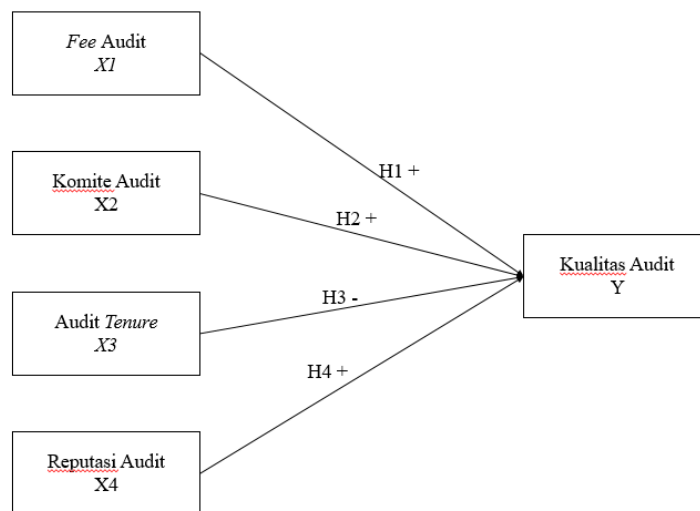 Fee Audit
X1
H1 +
Komite Audit
X2
H2 +
Kualitas Audit
Y
Audit Tenure
X3
H3 -
H4 +
Reputasi Audit
X4